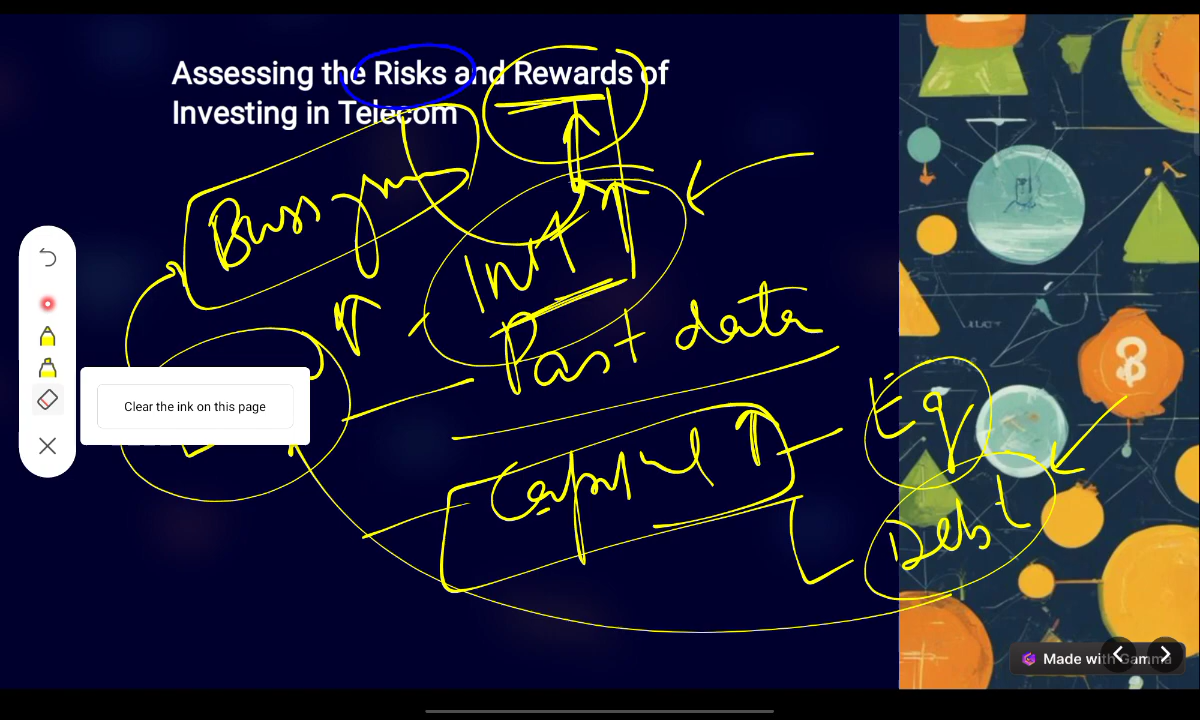 Assessing the Risks and Rewards of
Investing in Telecom
Int
Past data
Capital
Eq
Debt
Clear the ink on this page
8
Made with Gamma